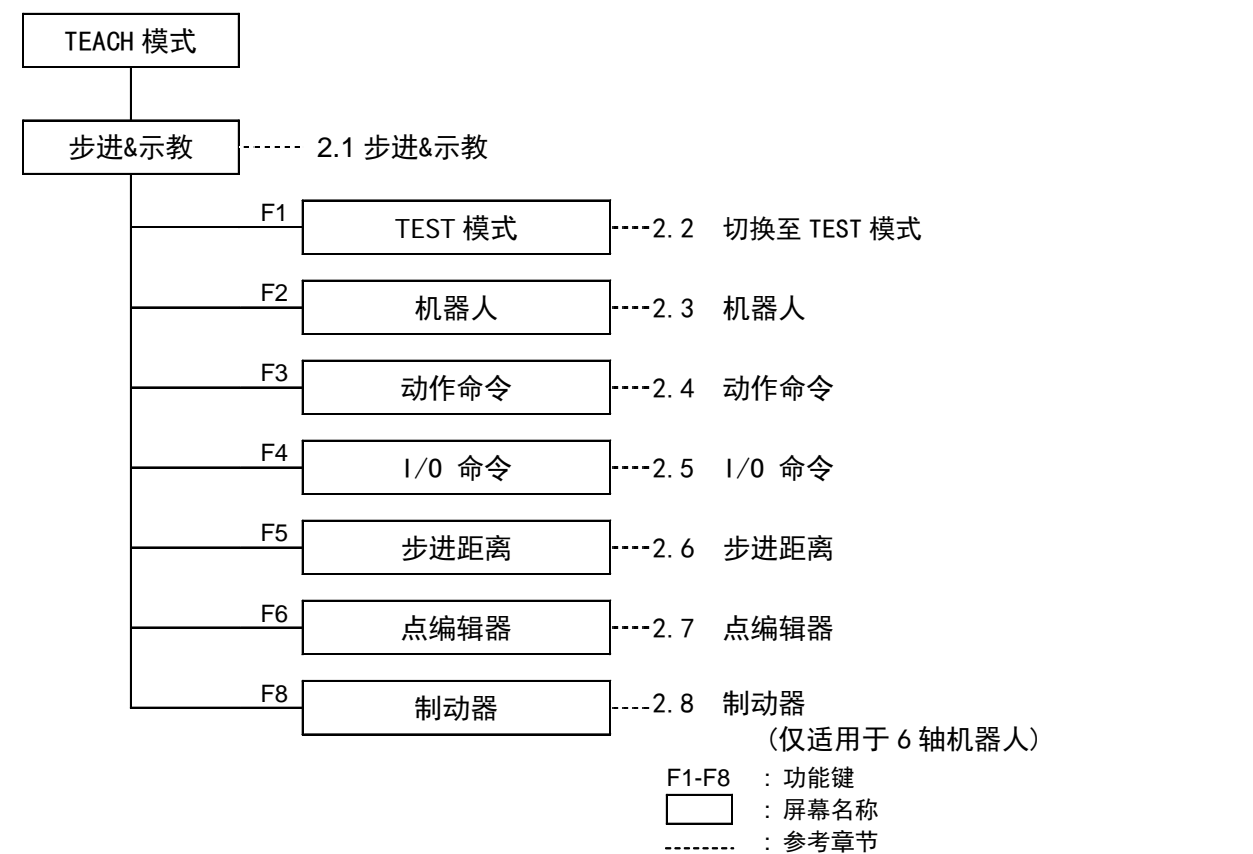 TEACH 模式
步进&示教 2.1 步进&示教
F1 TEST 模式 2.2 切换至 TEST 模式
F2 机器人 2.3 机器人
F3 动作命令 2.4 动作命令
F4 I/O 命令 2.5 I/O 命令
F5 步进距离 2.6 步进距离
F6 点编辑器 2.7 点编辑器
F8 制动器 2.8 制动器
(仅适用于 6 轴机器人)
F1-F8 : 功能键
: 屏幕名称
: 参考章节